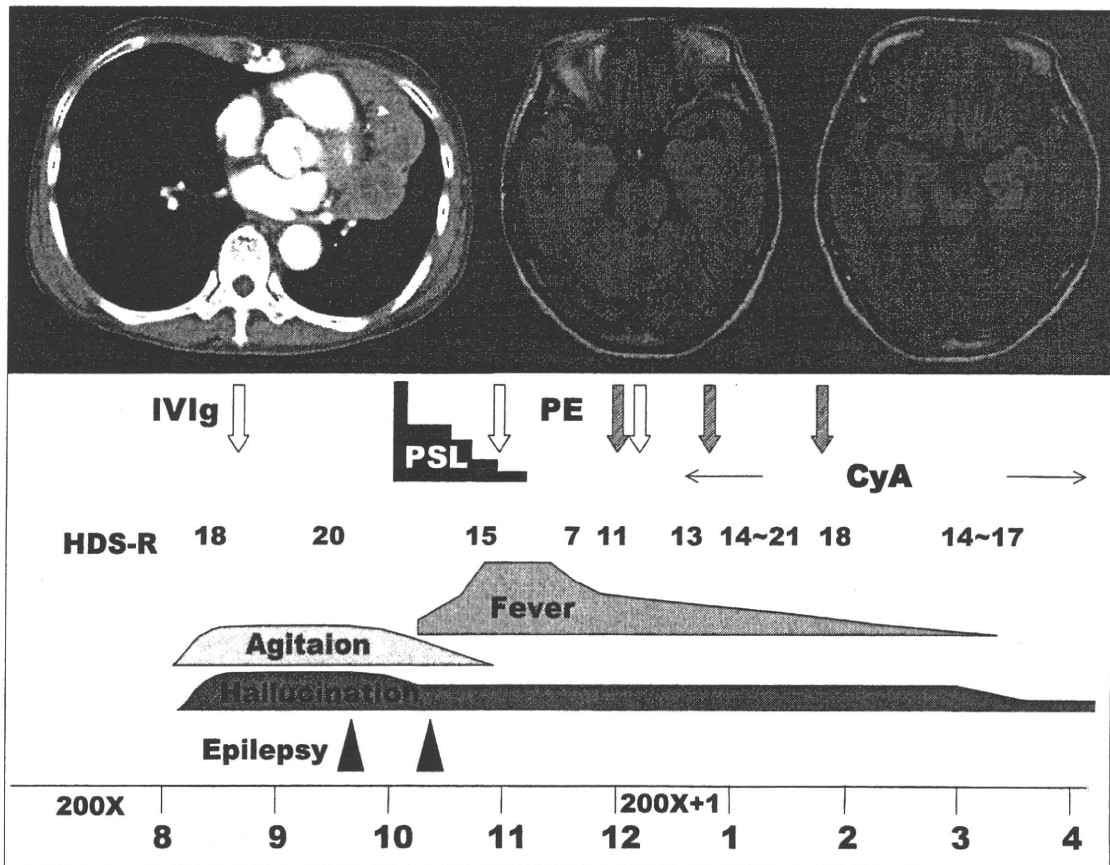 IVIg PE
PSL
CyA
HDS-R 18 20 15 7 11 13 14~21 18 14~17
Fever
Agitaion
Hallucination
Epilepsy
200X 200X+1
8 9 10 11 12 1 2 3 4